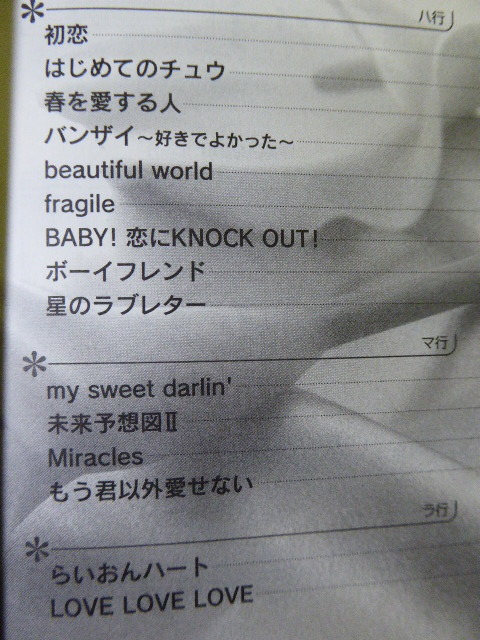 ハ行
＊
初恋
はじめてのチュウ
春を愛する人
バンザイ～好きでよかった～
beautiful world
fragile
BABY! 恋にKNOCK OUT!
ボーイフレンド
星のラブレター
マ行
＊
my sweet darlin'
未来予想図Ⅱ
Miracles
もう君以外愛せない
ラ行
＊
らいおんハート
LOVE LOVE LOVE